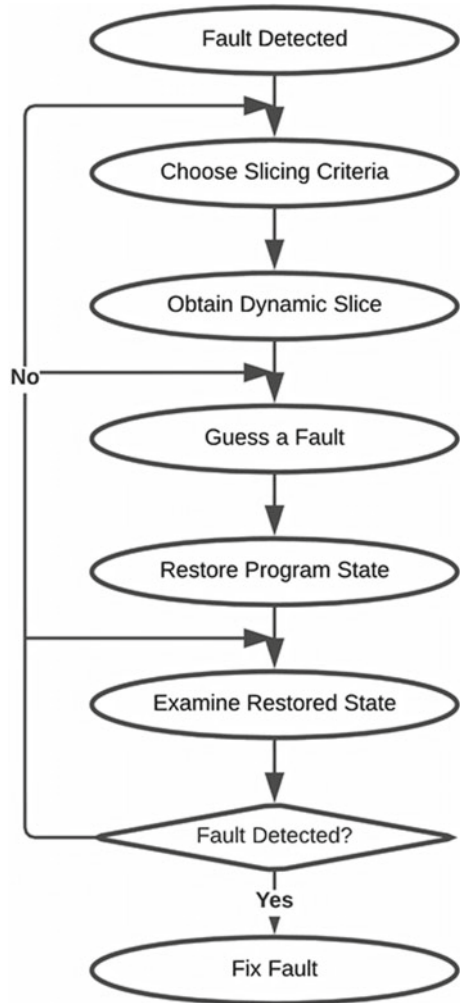 Fault Detected
Choose Slicing Criteria
Obtain Dynamic Slice
No
Guess a Fault
Restore Program State
Examine Restored State
Fault Detected?
Yes
Fix Fault